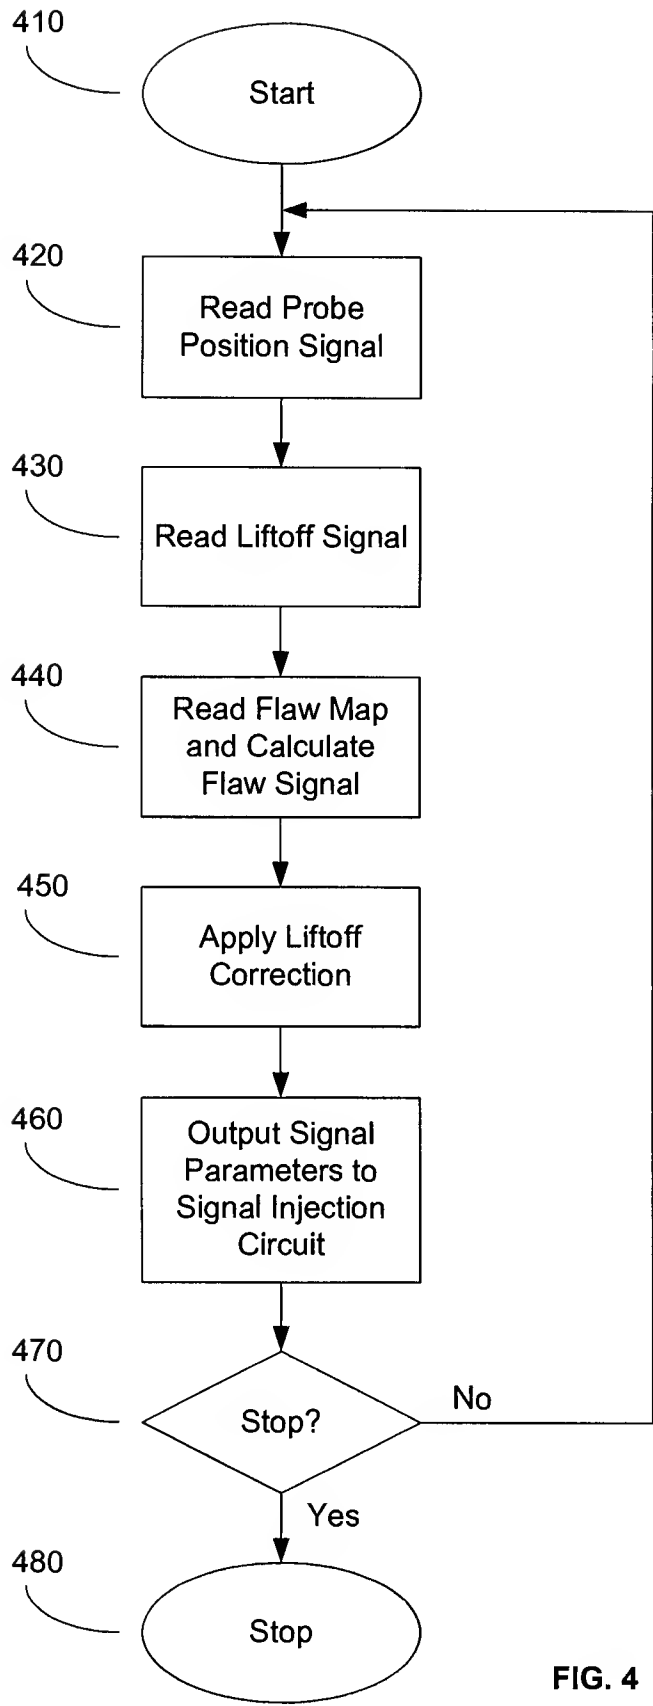 410
Start
420
Read Probe
Position Signal
430
Read Liftoff Signal
440
Read Flaw Map
and Calculate
Flaw Signal
450
Apply Liftoff
Correction
460
Output Signal
Parameters to
Signal Injection
Circuit
470
Stop?
No
Yes
480
Stop
FIG. 4